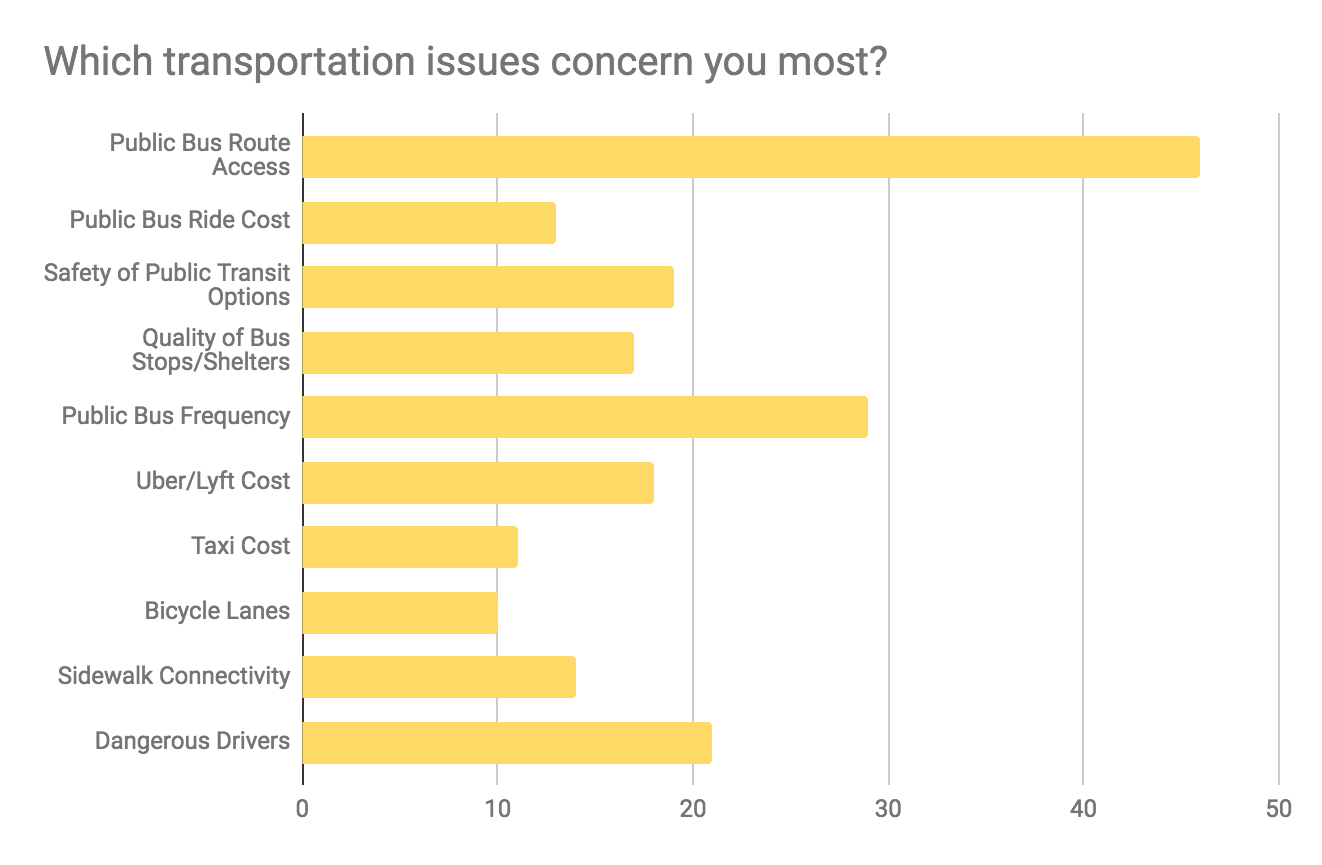 Which transportation issues concern you most?
Public Bus Route
Access
Public Bus Ride Cost
Safety of Public Transit
Options
Quality of Bus
Stops/Shelters
Public Bus Frequency
Uber/Lyft Cost
Taxi Cost
Bicycle Lanes
Sidewalk Connectivity
Dangerous Drivers
0 10 20 30 40 50